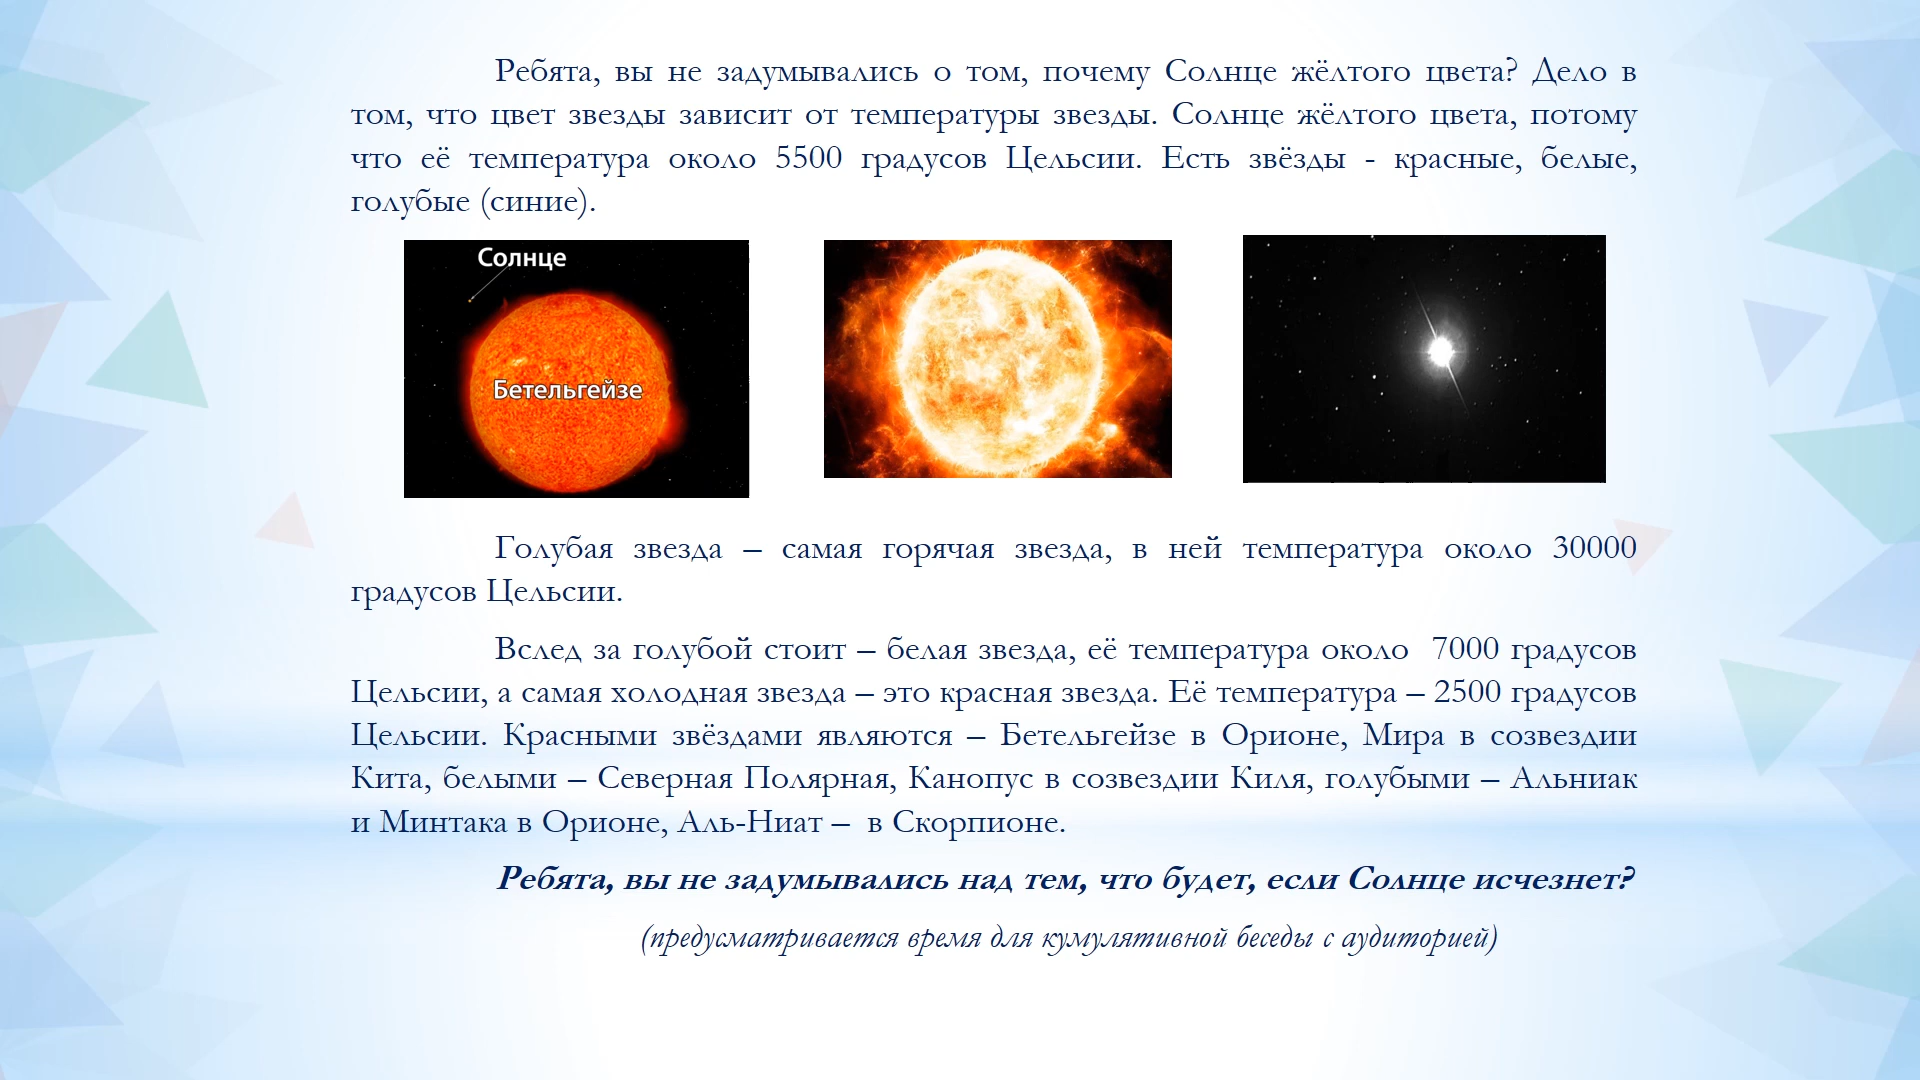 Ребята, вы не задумывались о том, почему Солнце жёлтого цвета? Дело в
том, что цвет звезды зависит от температуры звезды. Солнце жёлтого цвета, потому
что её температура около 5500 градусов Цельсии. Есть звёзды - красные, белые,
голубые (синие).
Солнце
Бетельгейзе
Голубая звезда – самая горячая звезда, в ней температура около 30000
градусов Цельсии.
Вслед за голубой стоит – белая звезда, её температура около 7000 градусов
Цельсии, а самая холодная звезда – это красная звезда. Её температура – 2500 градусов
Цельсии. Красными звёздами являются – Бетельгейзе в Орионе, Мира в созвездии
Кита, белыми – Северная Полярная, Канопус в созвездии Киля, голубыми – Альниак
и Минтака в Орионе, Аль-Ниат – в Скорпионе.
Ребята, вы не задумывались над тем, что будет, если Солнце исчезнет?
(предусматривается время для кумулятивной беседы с аудиторией)